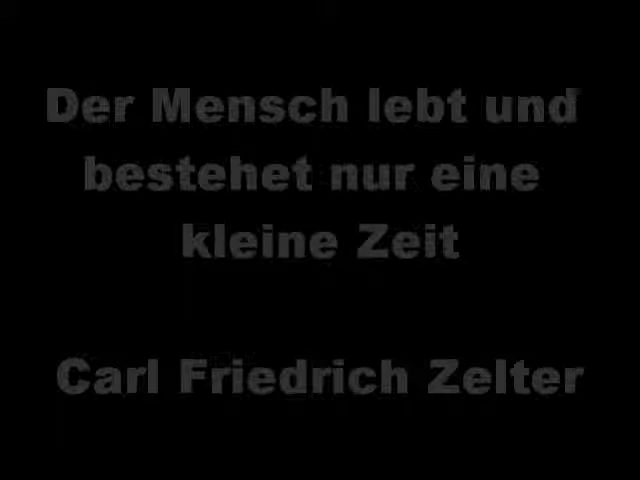 Der Mensch lebt und
bestehet nur eine
kleine Zeit
Carl Friedrich Zelter